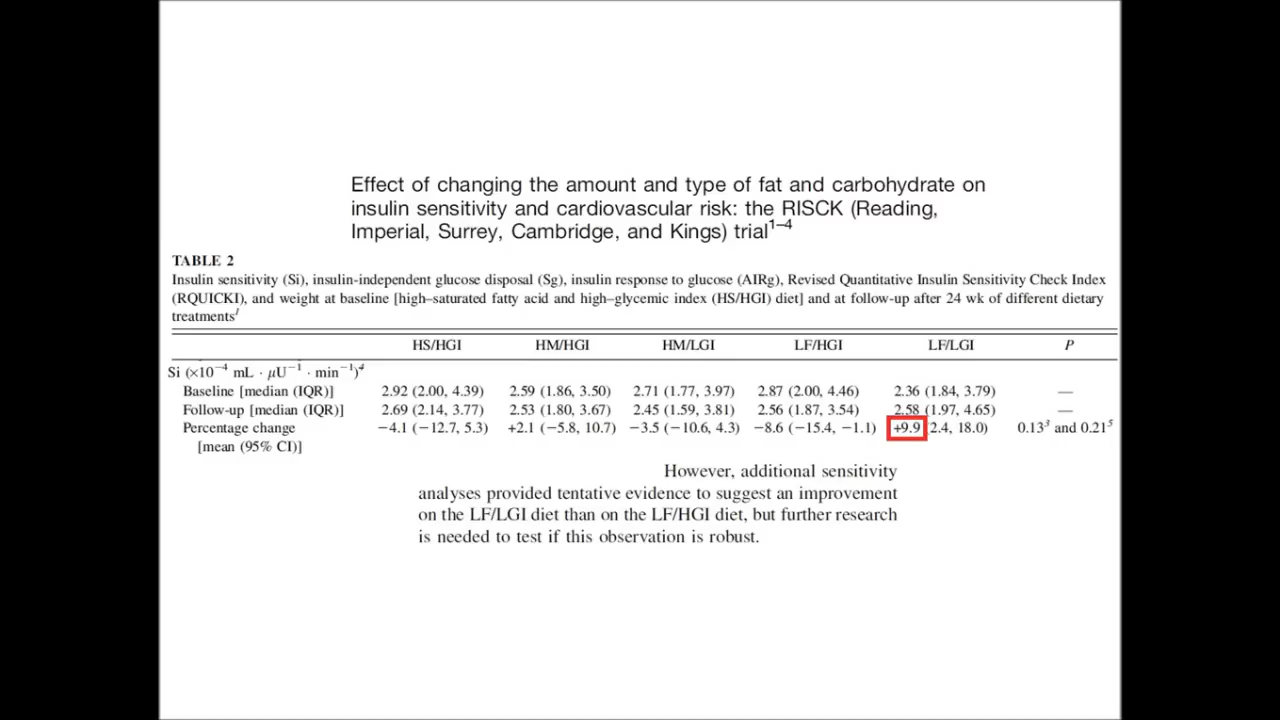 Effect of changing the amount and type of fat and carbohydrate on
insulin sensitivity and cardiovascular risk: the RISCK (Reading,
Imperial, Surrey, Cambridge, and Kings) trial¹⁻⁴
TABLE 2
Insulin sensitivity (Si), insulin-independent glucose disposal (Sg), insulin response to glucose (AIRg), Revised Quantitative Insulin Sensitivity Check Index
(RQUICKI), and weight at baseline [high–saturated fatty acid and high–glycemic index (HS/HGI) diet] and at follow-up after 24 wk of different dietary
treatments¹
HS/HGI HM/HGI HM/LGI LF/HGI LF/LGI P
Si (×10⁻⁴ mL · μU⁻¹ · min⁻¹)⁴
Baseline [median (IQR)] 2.92 (2.00, 4.39) 2.59 (1.86, 3.50) 2.71 (1.77, 3.97) 2.87 (2.00, 4.46) 2.36 (1.84, 3.79) —
Follow-up [median (IQR)] 2.69 (2.14, 3.77) 2.53 (1.80, 3.67) 2.45 (1.59, 3.81) 2.56 (1.87, 3.54) 2.58 (1.97, 4.65) —
Percentage change −4.1 (−12.7, 5.3) +2.1 (−5.8, 10.7) −3.5 (−10.6, 4.3) −8.6 (−15.4, −1.1) +9.9 (2.4, 18.0) 0.13³ and 0.21⁵
[mean (95% CI)]
However, additional sensitivity
analyses provided tentative evidence to suggest an improvement
on the LF/LGI diet than on the LF/HGI diet, but further research
is needed to test if this observation is robust.